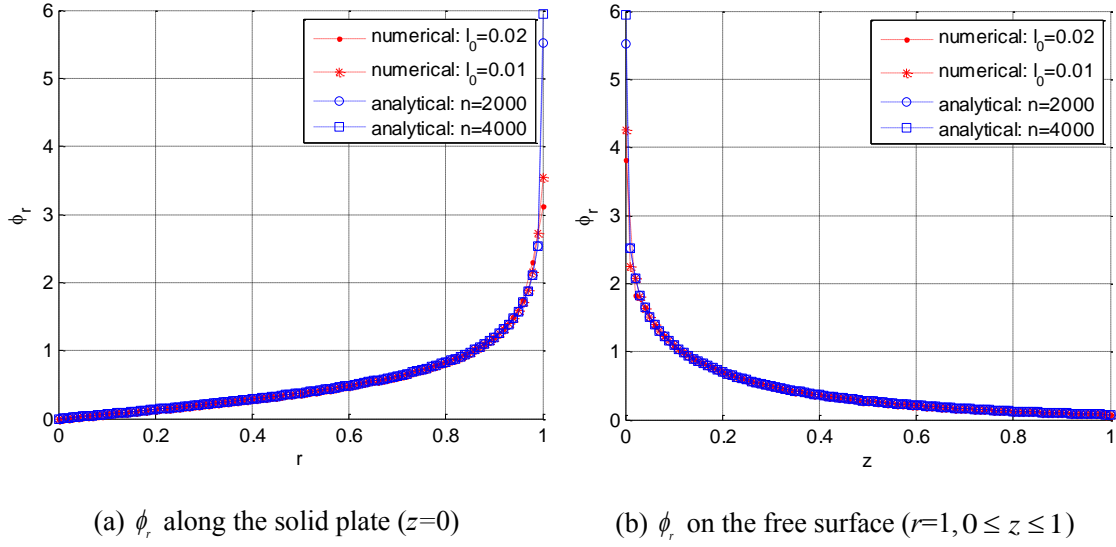 6
5
4
3
2
1
0
0
0.2
0.4
0.6
0.8
1
r
ϕr
numerical: l0=0.02
numerical: l0=0.01
analytical: n=2000
analytical: n=4000
(a) ϕr along the solid plate (z=0)
6
5
4
3
2
1
0
0
0.2
0.4
0.6
0.8
1
z
ϕr
numerical: l0=0.02
numerical: l0=0.01
analytical: n=2000
analytical: n=4000
(b) ϕr on the free surface (r=1, 0 ≤ z ≤ 1)